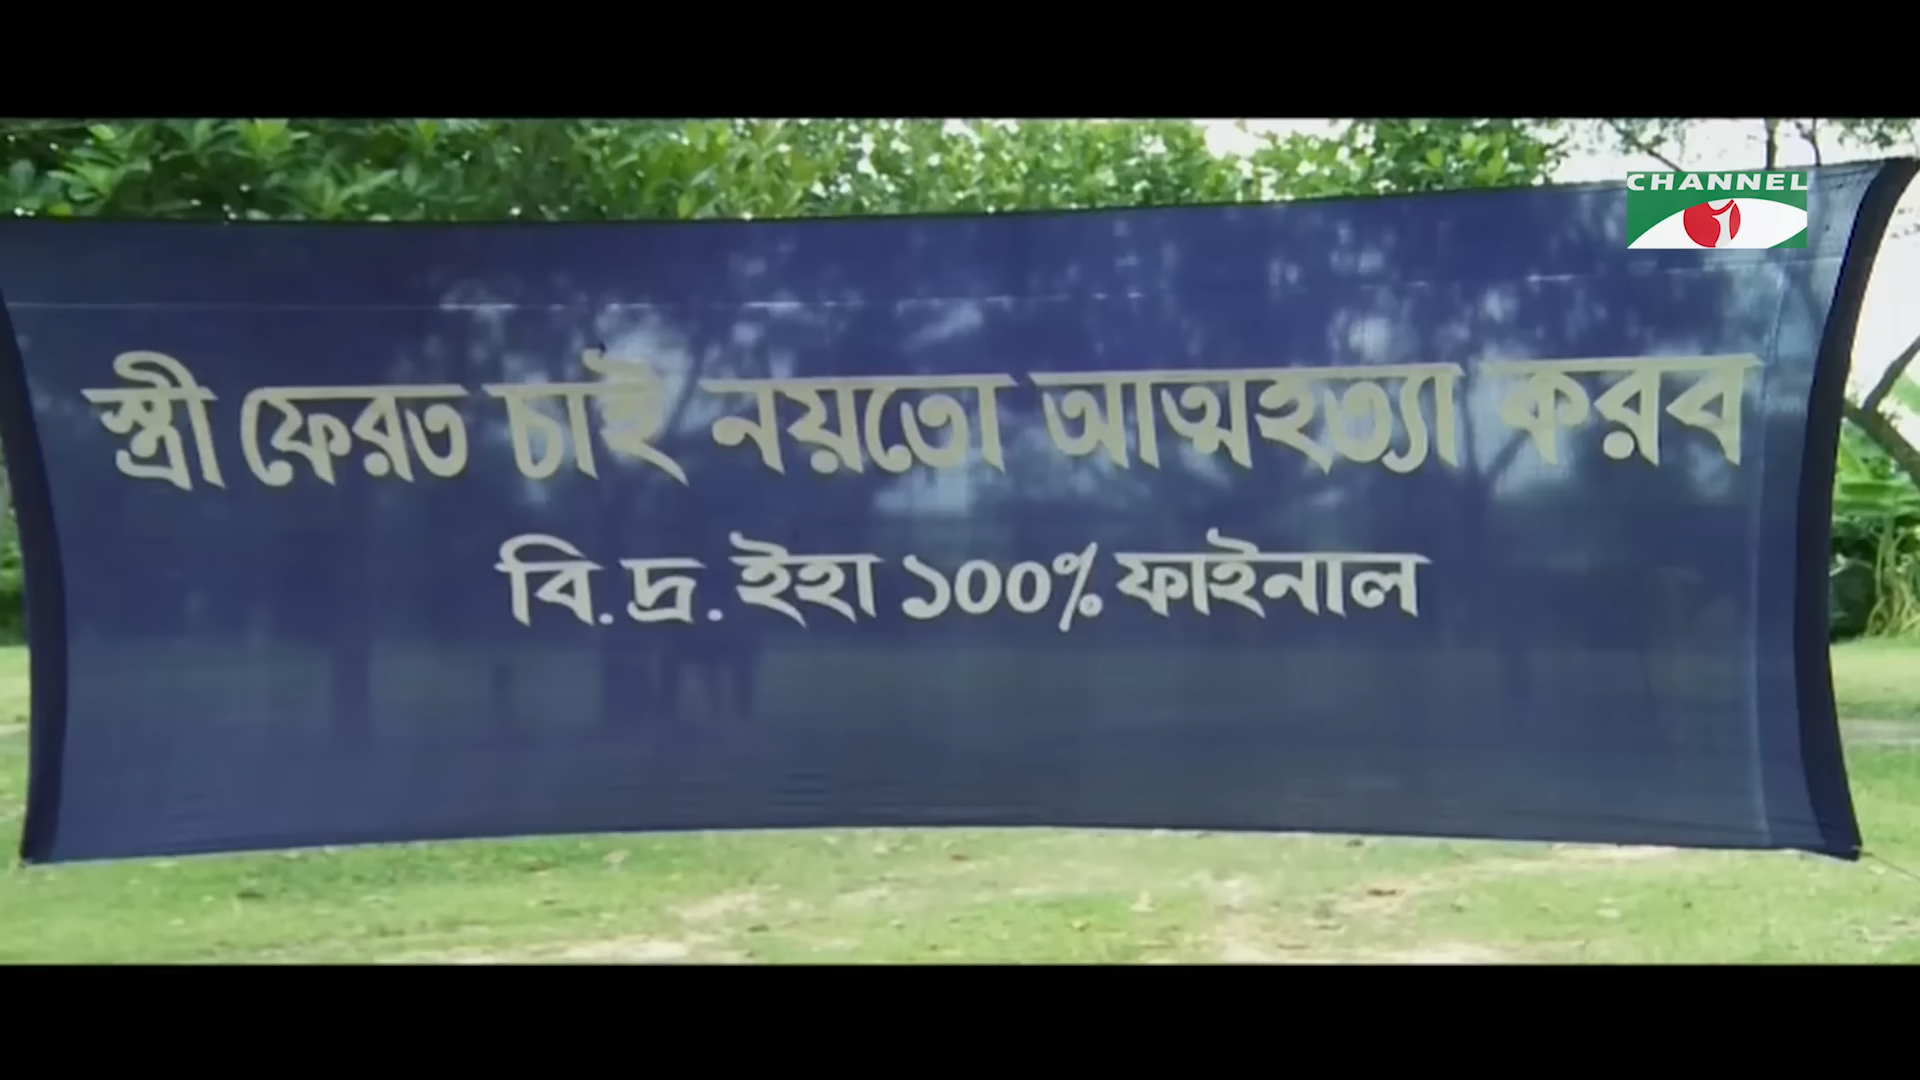 CHANNEL
স্ত্রী ফেরত চাই নয়তো আত্মহত্যা করব
বি.দ্র. ইহা ১০০% ফাইনাল